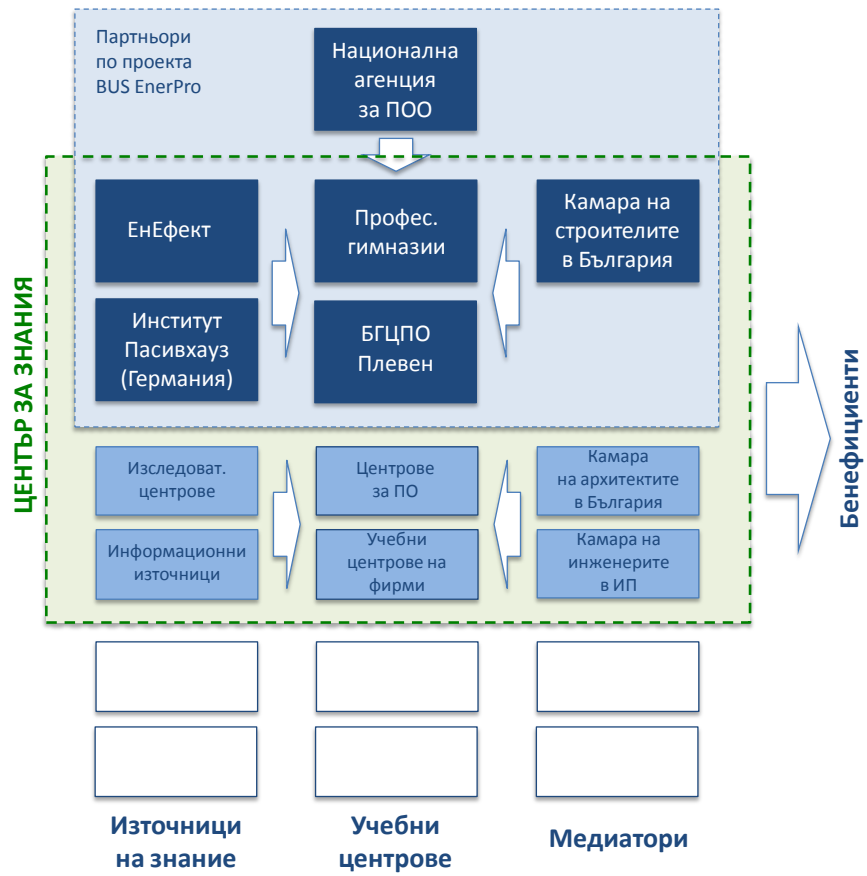 Партньори
по проекта
BUS EnerPro
Национална
агенция
за ПОО
ЕнЕфект
Профес.
гимназии
Камара на
строителите
в България
Институт
Пасивхауз
(Германия)
БГЦПО
Плевен
ЦЕНТЪР ЗА ЗНАНИЯ
Бенефициенти
Изследоват.
центрове
Центрове
за ПО
Камара
на архитектите
в България
Информационни
източници
Учебни
центрове на
фирми
Камара на
инженерите
в ИП
Източници
на знание
Учебни
центрове
Медиатори